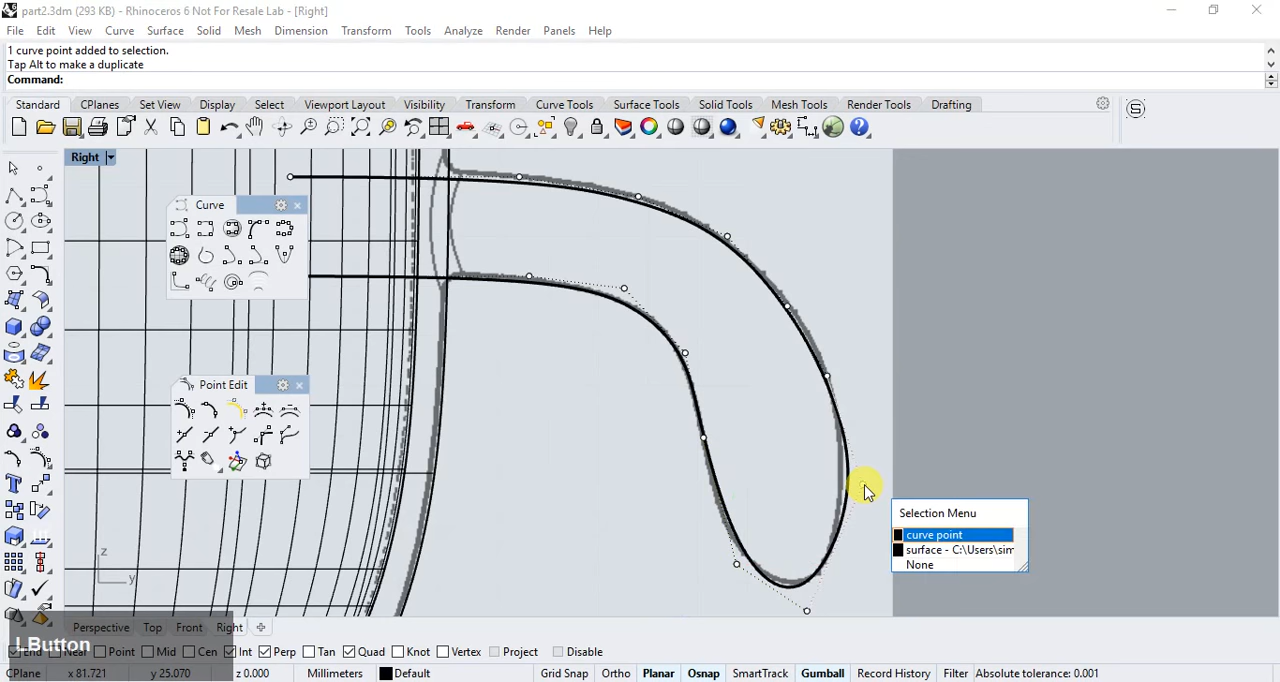 part2.3dm (293 KB) - Rhinoceros 6 Not For Resale Lab - [Right]
File Edit View Curve Surface Solid Mesh Dimension Transform Tools Analyze Render Panels Help
1 curve point added to selection.
Tap Alt to make a duplicate
Command:
Standard CPlanes Set View Display Select Viewport Layout Visibility Transform Curve Tools Surface Tools Solid Tools Mesh Tools Render Tools Drafting
Right
Curve
Point Edit
Selection Menu
curve point
surface - C:\Users\sim
None
z
y
Perspective Top Front Right
LButton
End Near Point Mid Cen Int Perp Tan Quad Knot Vertex Project Disable
CPlane x 81.721 y 25.070 z 0.000 Millimeters Default Grid Snap Ortho Planar Osnap SmartTrack Gumball Record History Filter Absolute tolerance: 0.001